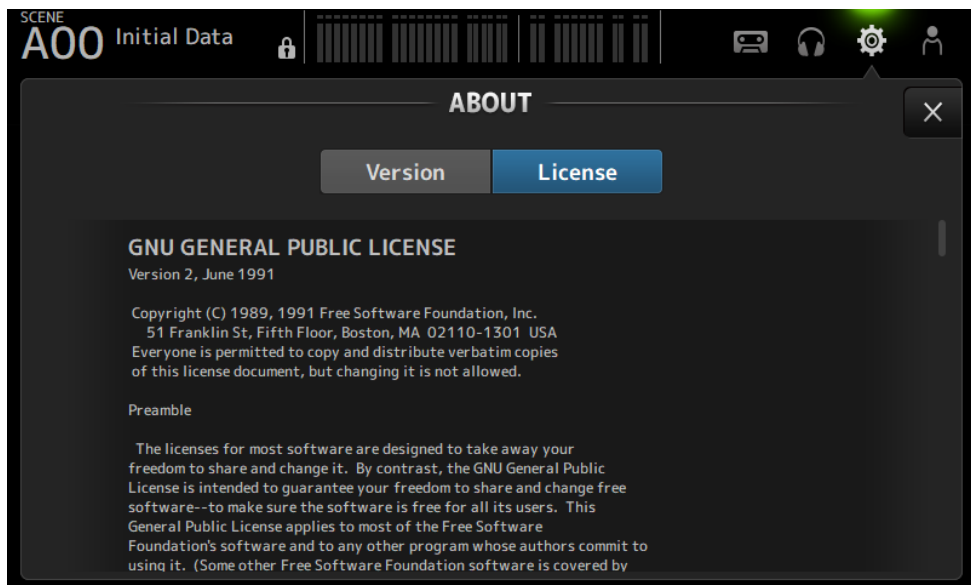 SCENE
A00 Initial Data
ABOUT
Version License
GNU GENERAL PUBLIC LICENSE
Version 2, June 1991
Copyright (C) 1989, 1991 Free Software Foundation, Inc.
51 Franklin St, Fifth Floor, Boston, MA 02110-1301 USA
Everyone is permitted to copy and distribute verbatim copies
of this license document, but changing it is not allowed.
Preamble
The licenses for most software are designed to take away your
freedom to share and change it. By contrast, the GNU General Public
License is intended to guarantee your freedom to share and change free
software--to make sure the software is free for all its users. This
General Public License applies to most of the Free Software
Foundation's software and to any other program whose authors commit to
using it. (Some other Free Software Foundation software is covered by